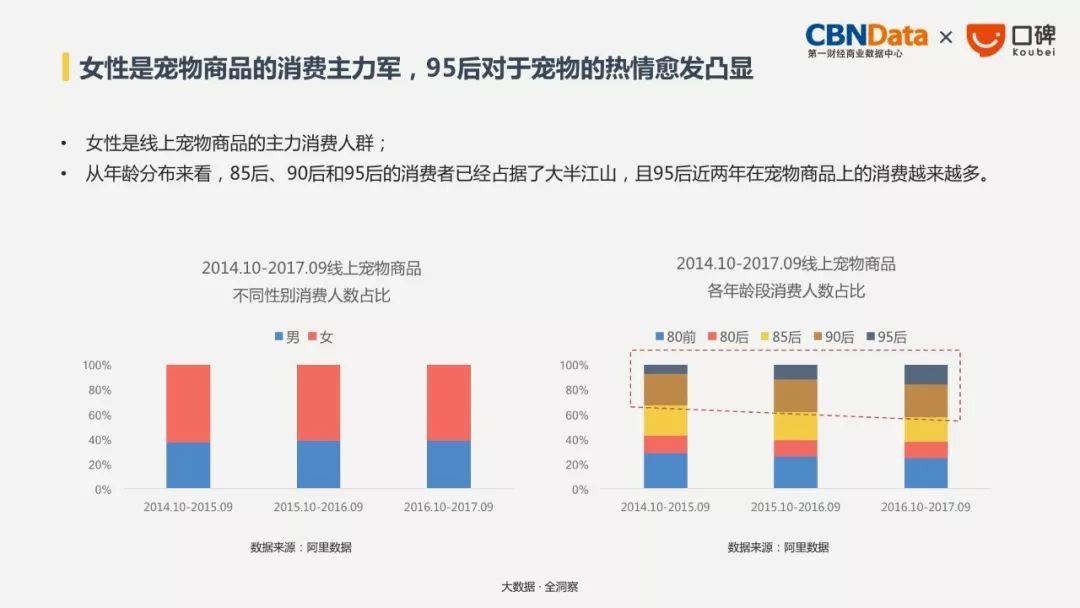 CBNData × 口碑
第一财经商业数据中心 Koubei
女性是宠物商品的消费主力军，95后对于宠物的热情愈发凸显
• 女性是线上宠物商品的主力消费人群；
• 从年龄分布来看，85后、90后和95后的消费者已经占据了大半江山，且95后近两年在宠物商品上的消费越来越多。
2014.10-2017.09线上宠物商品
不同性别消费人数占比
男 女
100%
80%
60%
40%
20%
0%
2014.10-2015.09 2015.10-2016.09 2016.10-2017.09
数据来源：阿里数据
2014.10-2017.09线上宠物商品
各年龄段消费人数占比
80前 80后 85后 90后 95后
100%
80%
60%
40%
20%
0%
2014.10-2015.09 2015.10-2016.09 2016.10-2017.09
数据来源：阿里数据
大数据·全洞察